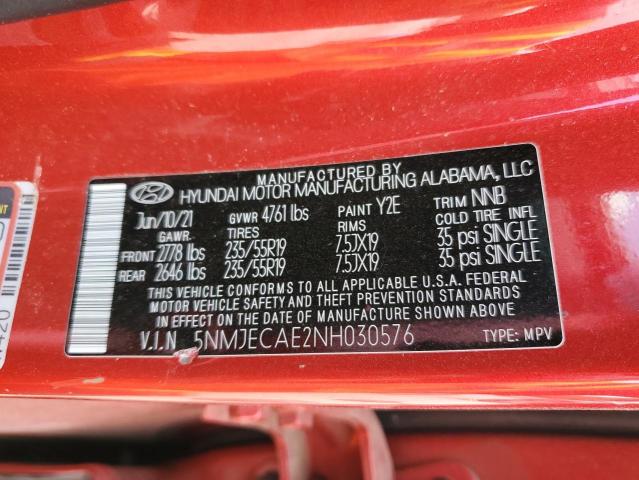 MANUFACTURED BY
HYUNDAI MOTOR MANUFACTURING ALABAMA, LLC
Jun/10/21 GVWR 4761 lbs PAINT Y2E TRIM NNB
GAWR TIRES RIMS COLD TIRE INFL
FRONT 2778 lbs 235/55R19 7.5JX19 35 psi SINGLE
REAR 2646 lbs 235/55R19 7.5JX19 35 psi SINGLE
THIS VEHICLE CONFORMS TO ALL APPLICABLE U.S.A. FEDERAL
MOTOR VEHICLE SAFETY AND THEFT PREVENTION STANDARDS
IN EFFECT ON THE DATE OF MANUFACTURE SHOWN ABOVE
V.I.N 5NMJECAE2NH030576 TYPE: MPV